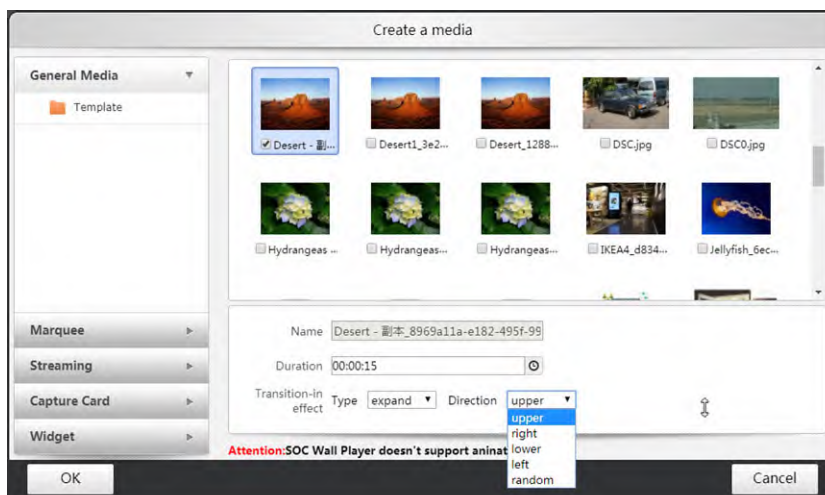 Create a media
General Media
Template
Marquee
Streaming
Capture Card
Widget
Desert - 副...
Desert1_3e2...
Desert_1288...
DSC.jpg
DSC0.jpg
Hydrangeas ...
Hydrangeas...
Hydrangeas...
IKEA4_d834...
Jellyfish_6ec...
Name Desert - 副本_8969a11a-e182-495f-99
Duration 00:00:15
Transition-in effect Type expand Direction upper
upper
right
lower
left
random
Attention:SOC Wall Player doesn't support aninat
OK
Cancel